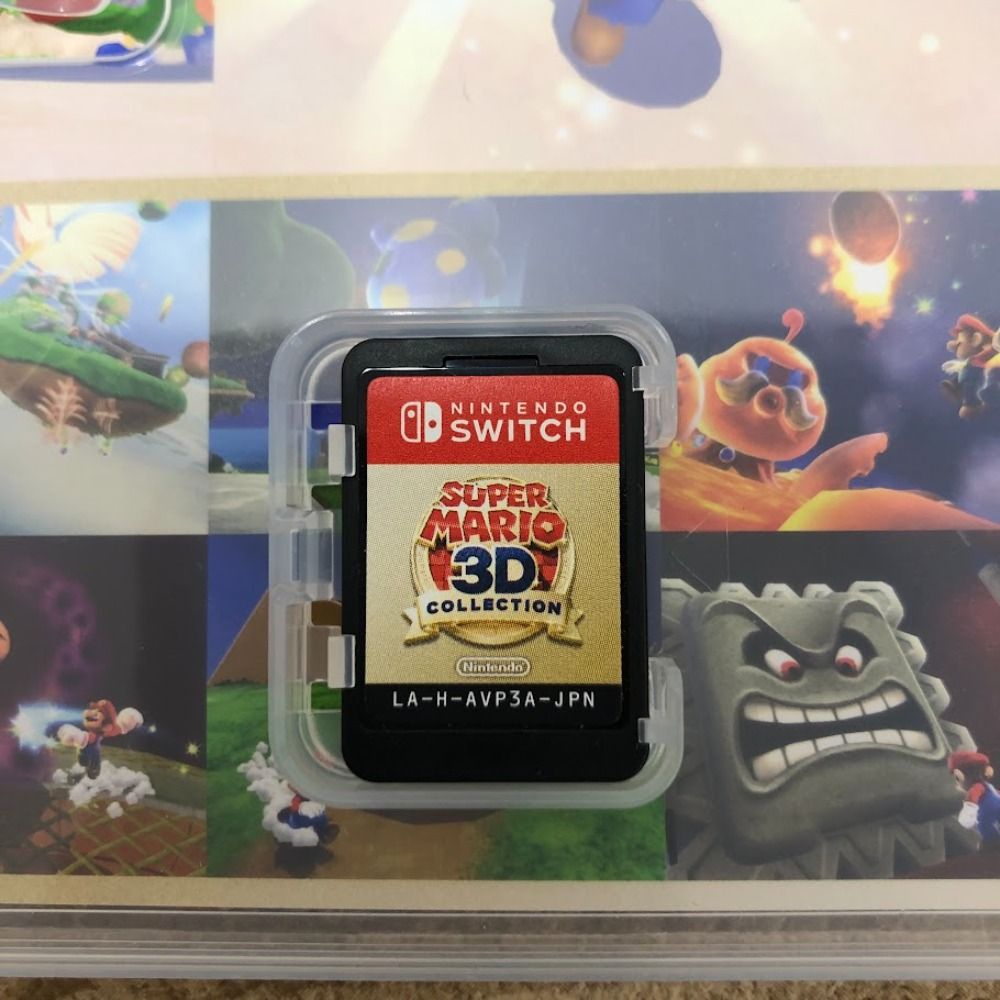 NINTENDO
SWITCH
SUPER
MARIO
3D
COLLECTION
Nintendo
LA-H-AVP3A-JPN